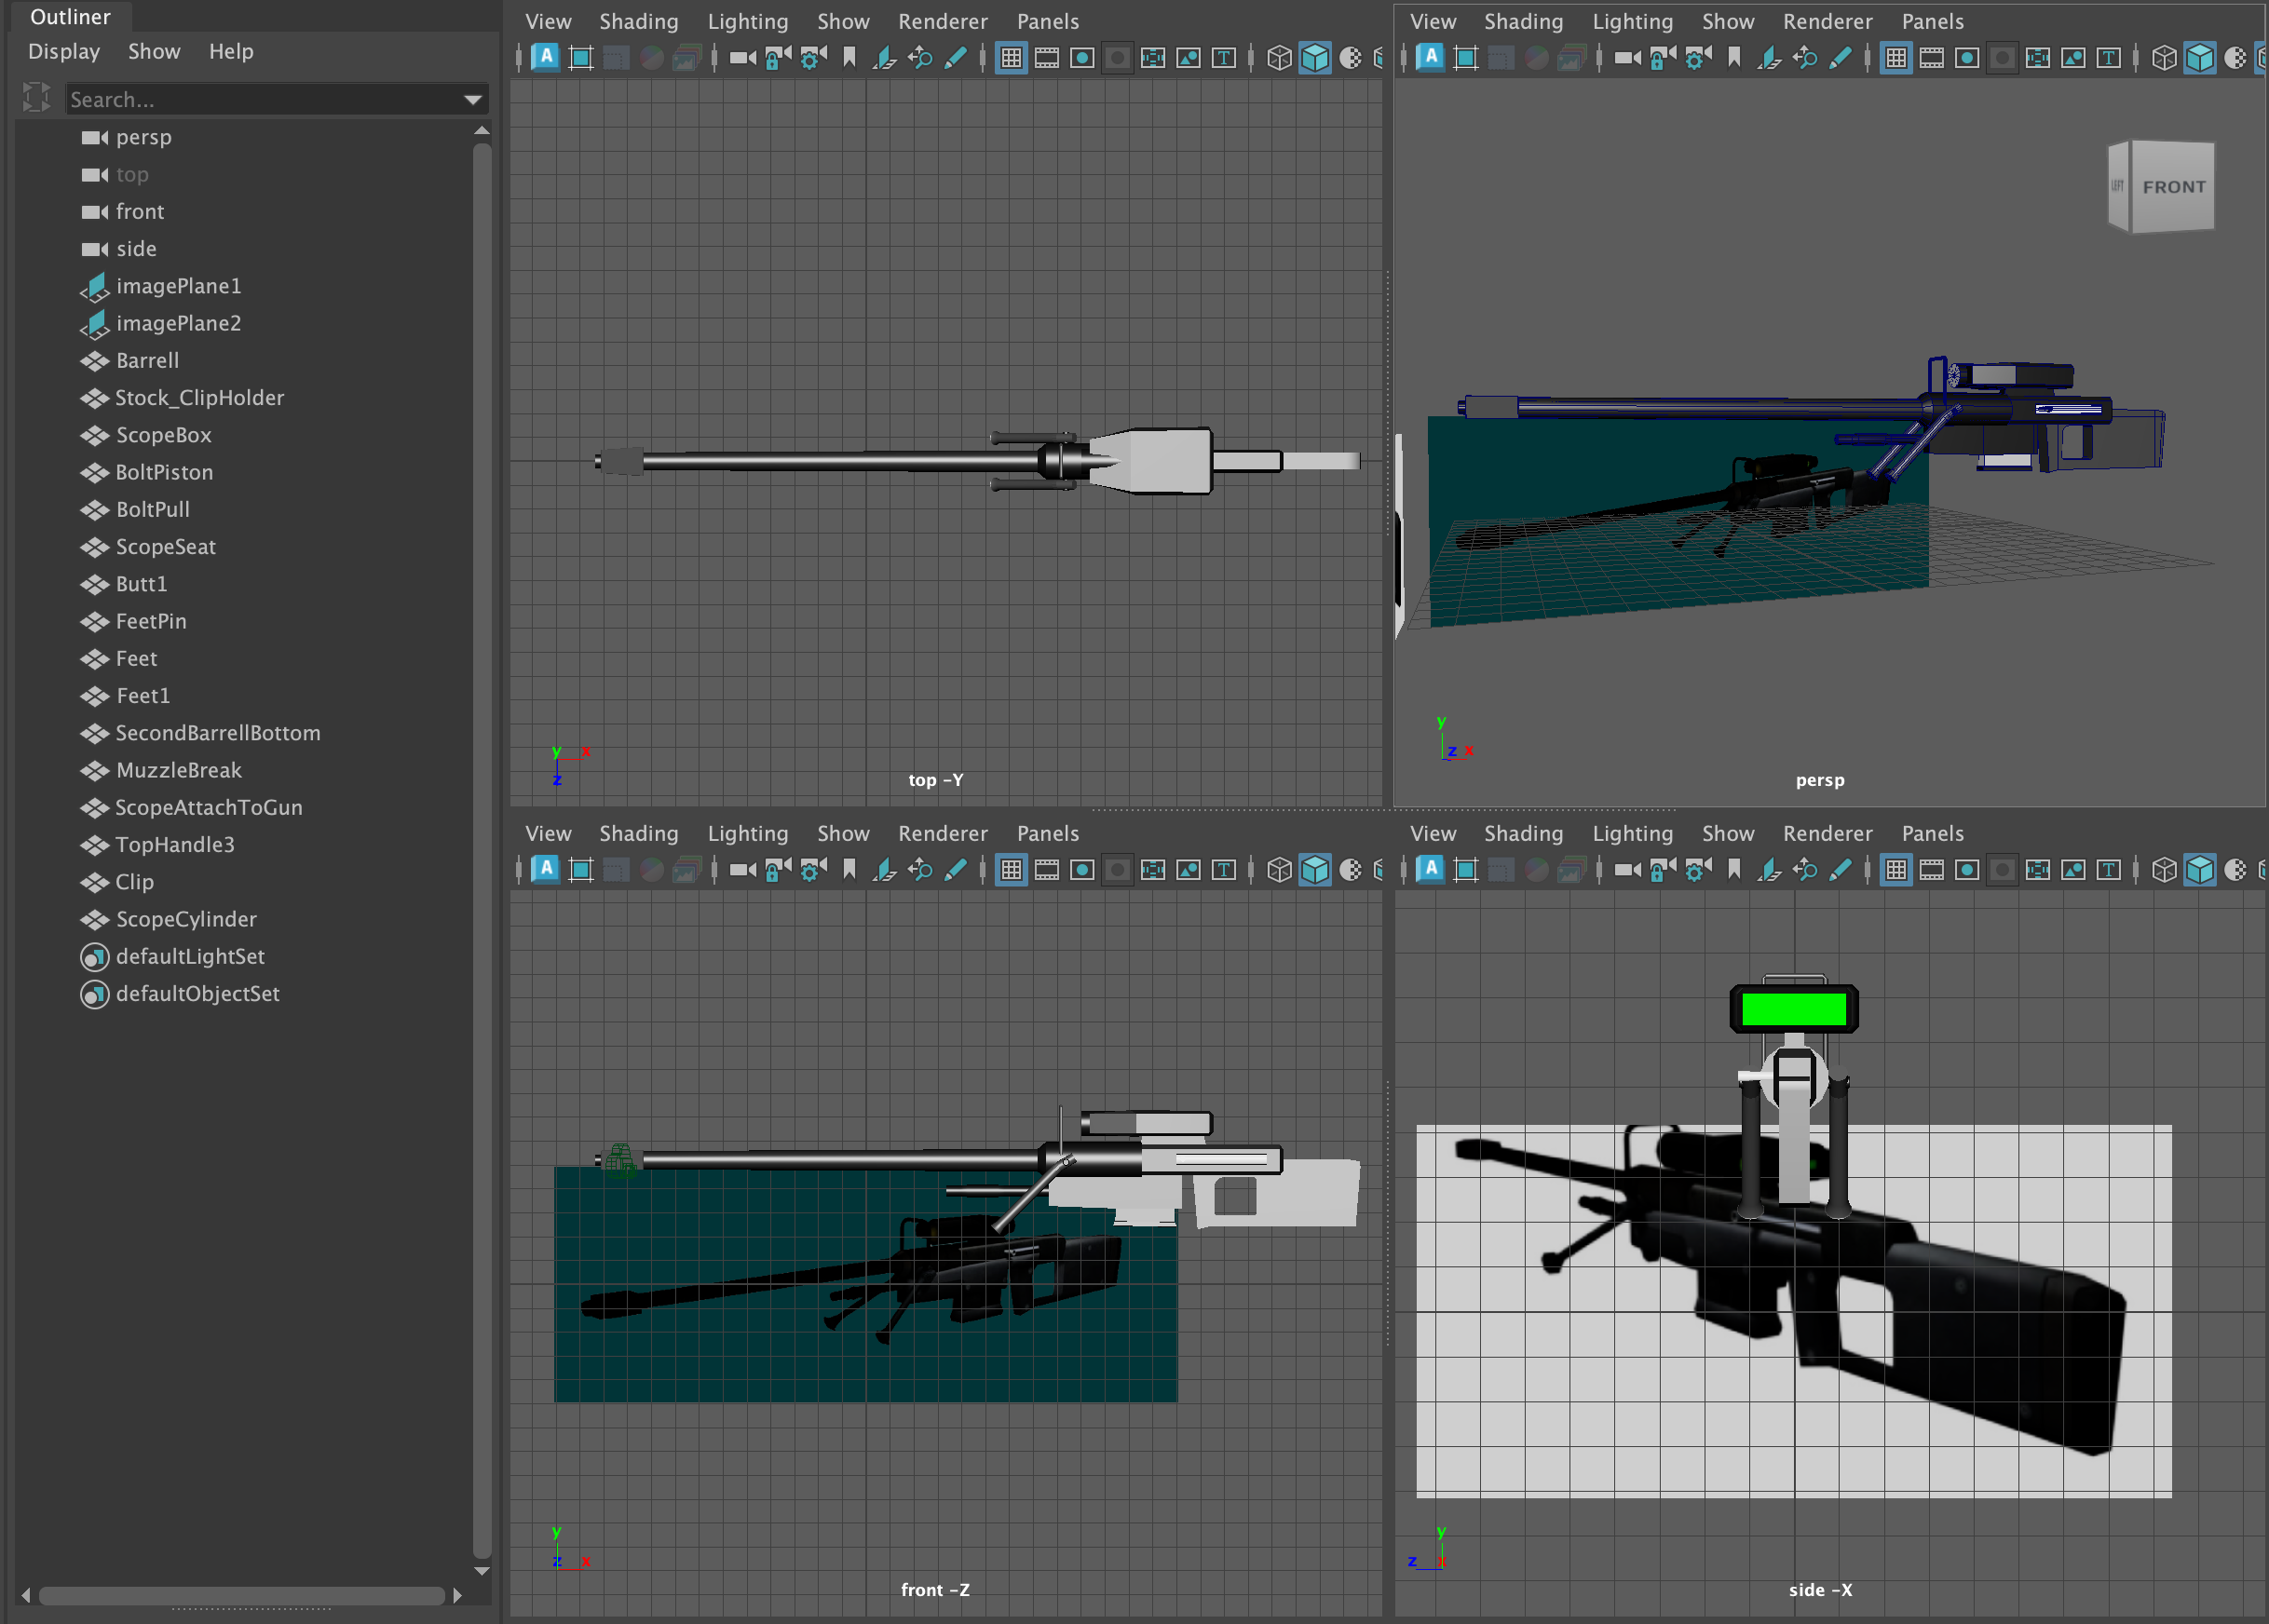 Outliner
Display Show Help
Search...
persp
top
front
side
imagePlane1
imagePlane2
Barrell
Stock_ClipHolder
ScopeBox
BoltPiston
BoltPull
ScopeSeat
Butt1
FeetPin
Feet
Feet1
SecondBarrellBottom
MuzzleBreak
ScopeAttachToGun
TopHandle3
Clip
ScopeCylinder
defaultLightSet
defaultObjectSet
View Shading Lighting Show Renderer Panels
A T
y x
z
top -Y
View Shading Lighting Show Renderer Panels
A T
LEFT FRONT
y
z x
persp
View Shading Lighting Show Renderer Panels
A T
y
z x
front -Z
View Shading Lighting Show Renderer Panels
A T
y
z x
side -X